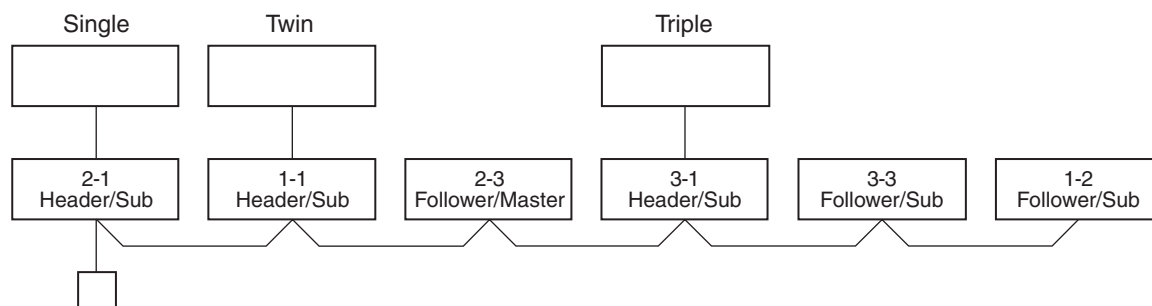 Single
Twin
Triple
2-1
Header/Sub
1-1
Header/Sub
2-3
Follower/Master
3-1
Header/Sub
3-3
Follower/Sub
1-2
Follower/Sub